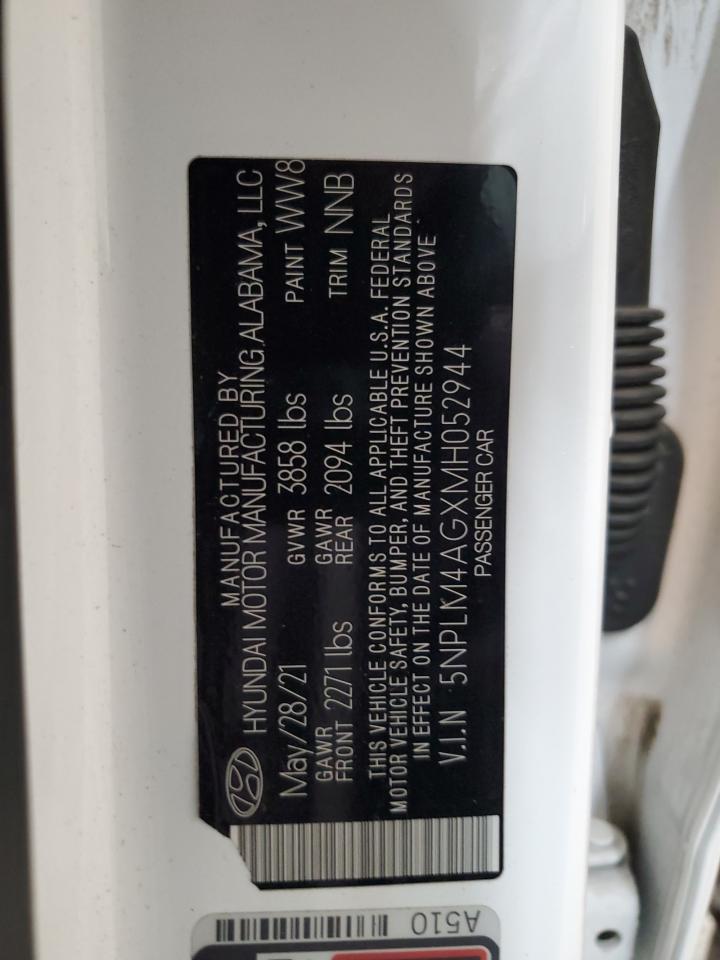 MANUFACTURED BY
HYUNDAI MOTOR MANUFACTURING ALABAMA, LLC
May/28/21 GVWR 3858 lbs PAINT WW8
GAWR FRONT 2271 lbs GAWR REAR 2094 lbs TRIM NNB
THIS VEHICLE CONFORMS TO ALL APPLICABLE U.S.A. FEDERAL
MOTOR VEHICLE SAFETY, BUMPER, AND THEFT PREVENTION STANDARDS
IN EFFECT ON THE DATE OF MANUFACTURE SHOWN ABOVE
V.I.N 5NPLM4AGXMH052944
PASSENGER CAR
A510